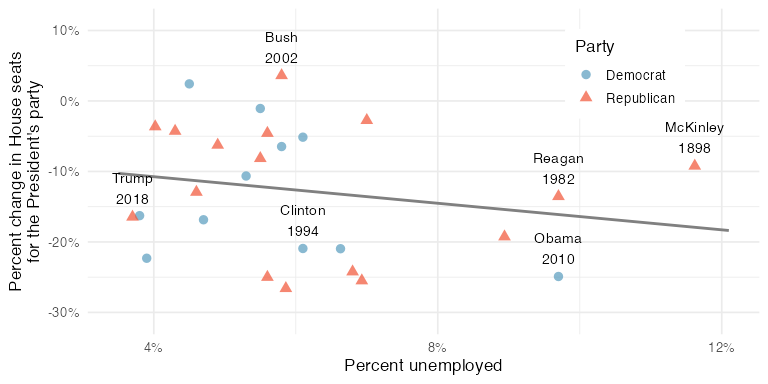 Percent change in House seats
for the President's party
10%
0%
-10%
-20%
-30%
Bush
2002
Party
Democrat
Republican
McKinley
1898
Reagan
1982
Trump
2018
Clinton
1994
Obama
2010
4%
8%
12%
Percent unemployed